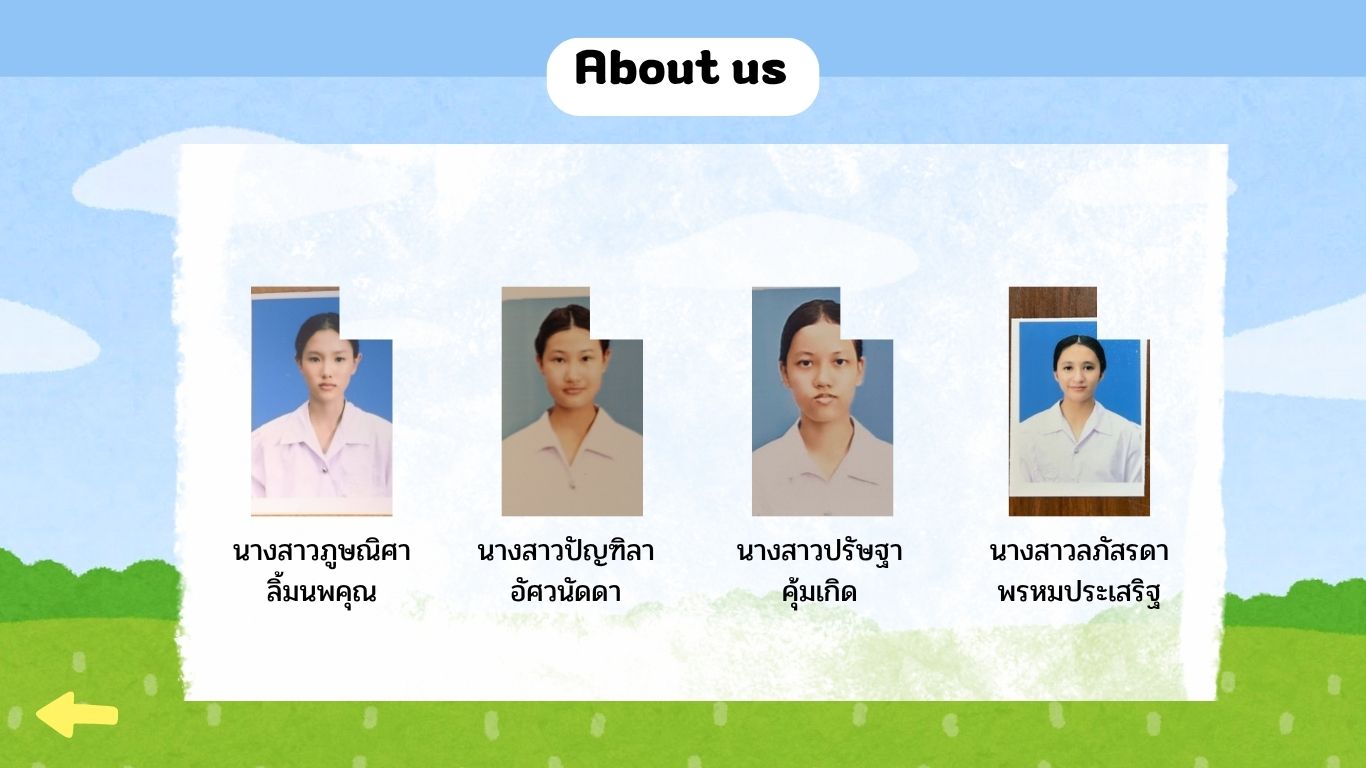 About us
นางสาวภูษณิศา
ลิ้มนพคุณ
นางสาวปัญฑิลา
อัศวนัดดา
นางสาวปรัษฐา
คุ้มเกิด
นางสาวลภัสรดา
พรหมประเสริฐ